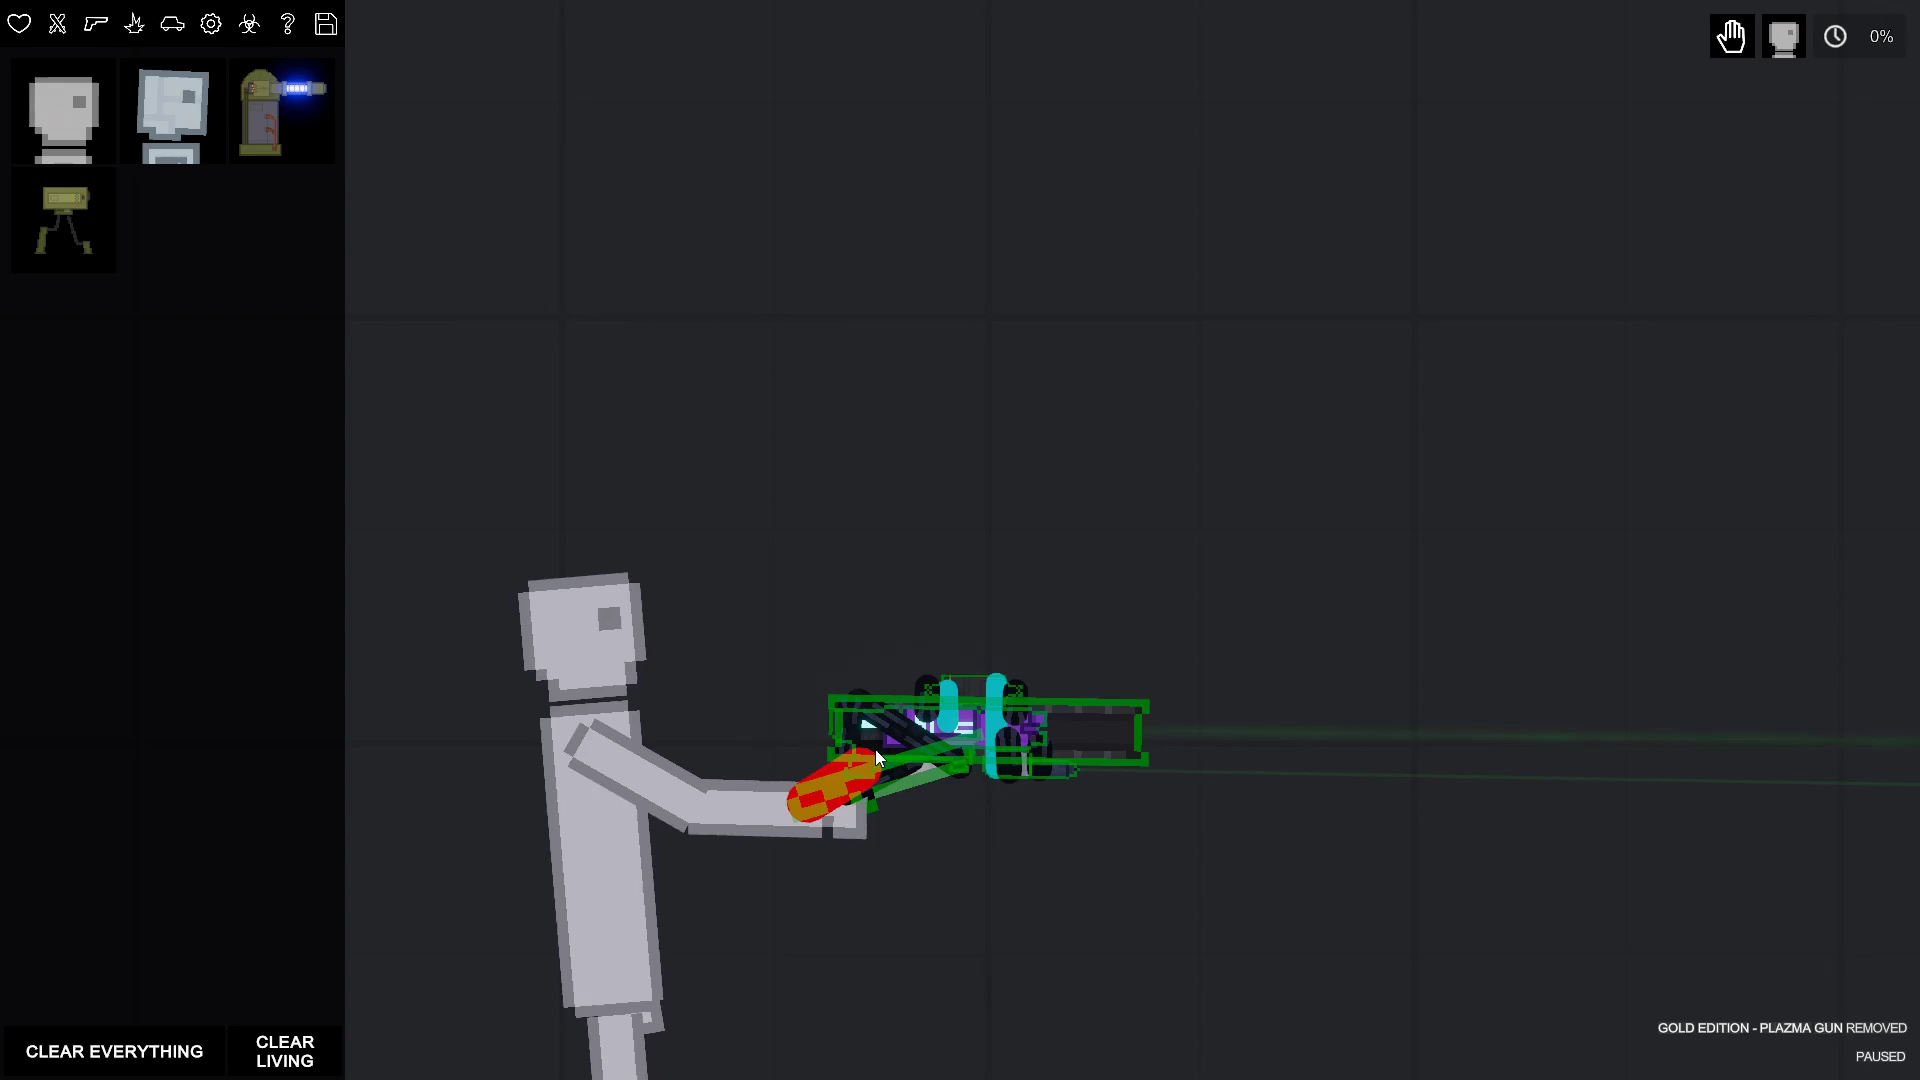 0%
CLEAR EVERYTHING
CLEAR
LIVING
GOLD EDITION - PLAZMA GUN REMOVED
PAUSED